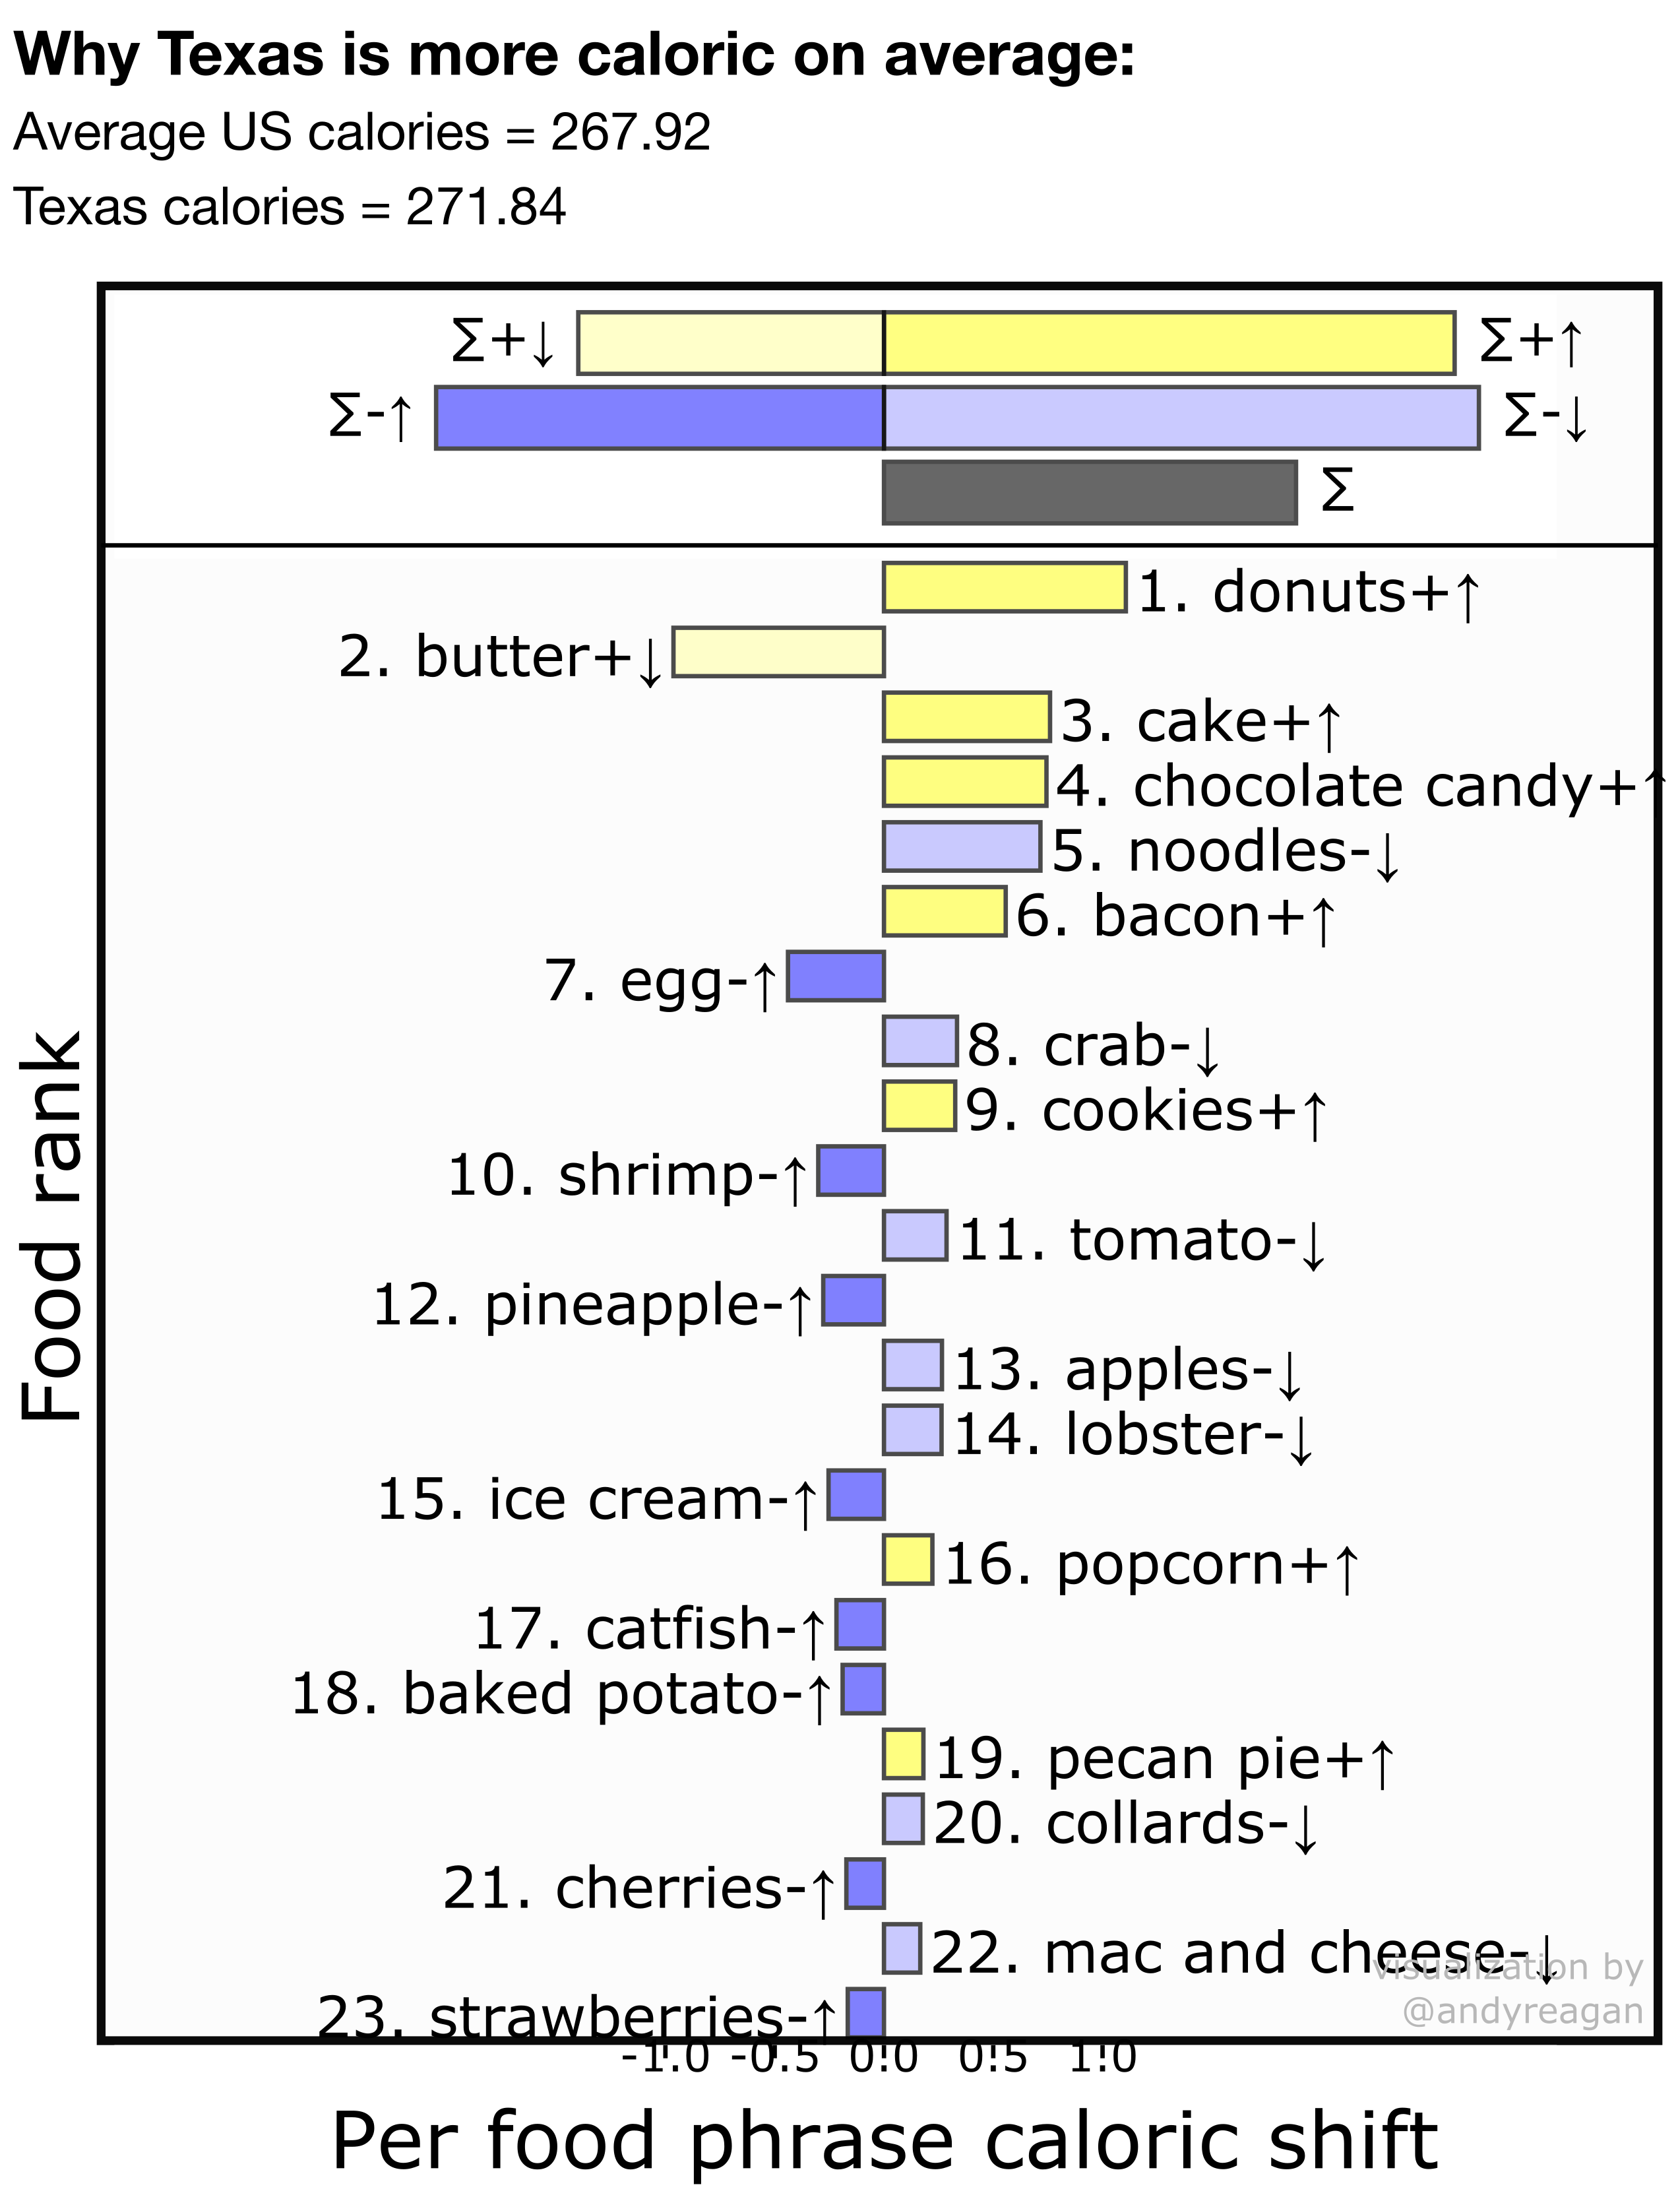 Why Texas is more caloric on average:
Average US calories = 267.92
Texas calories = 271.84
∑+↓ ∑+↑
∑-↑ ∑-↓
∑
1. donuts+↑
2. butter+↓
3. cake+↑
4. chocolate candy+↑
5. noodles-↓
6. bacon+↑
7. egg-↑
8. crab-↓
9. cookies+↑
10. shrimp-↑
11. tomato-↓
12. pineapple-↑
13. apples-↓
14. lobster-↓
15. ice cream-↑
16. popcorn+↑
17. catfish-↑
18. baked potato-↑
19. pecan pie+↑
20. collards-↓
21. cherries-↑
22. mac and cheese-↓
23. strawberries-↑
visualization by
@andyreagan
Food rank
-1.0 -0.5 0.0 0.5 1.0
Per food phrase caloric shift